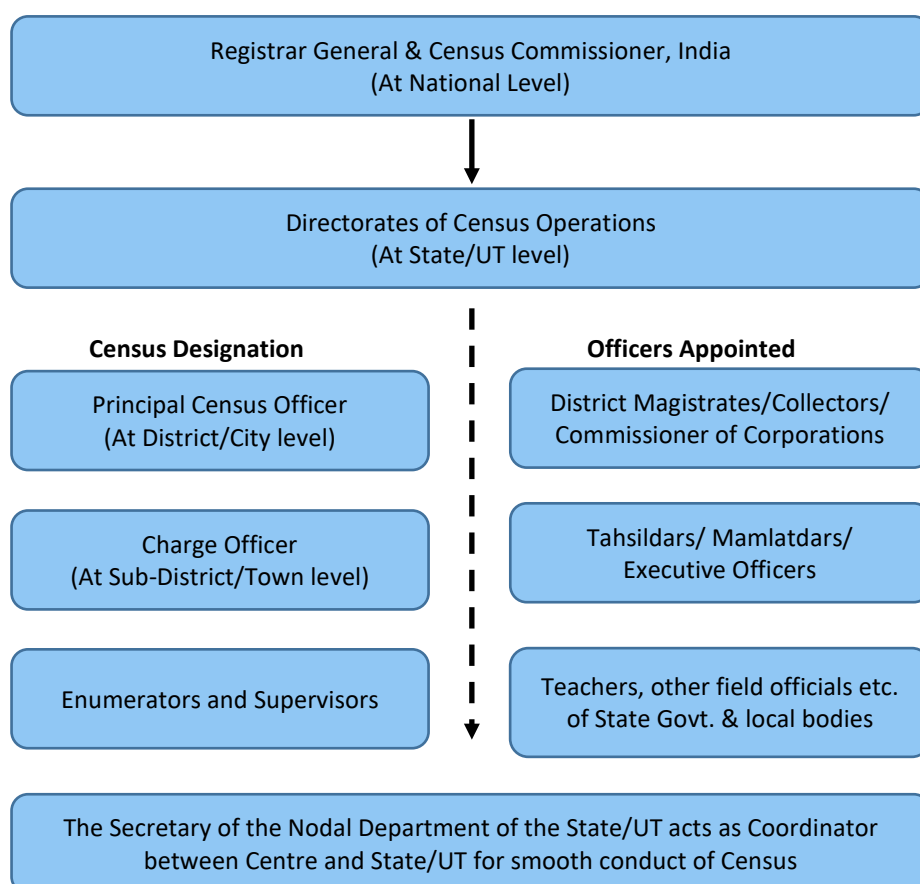 Registrar General & Census Commissioner, India
(At National Level)
Directorates of Census Operations
(At State/UT level)
Census Designation
Officers Appointed
Principal Census Officer
(At District/City level)
District Magistrates/Collectors/
Commissioner of Corporations
Charge Officer
(At Sub-District/Town level)
Tahsildars/ Mamlatdars/
Executive Officers
Enumerators and Supervisors
Teachers, other field officials etc.
of State Govt. & local bodies
The Secretary of the Nodal Department of the State/UT acts as Coordinator
between Centre and State/UT for smooth conduct of Census